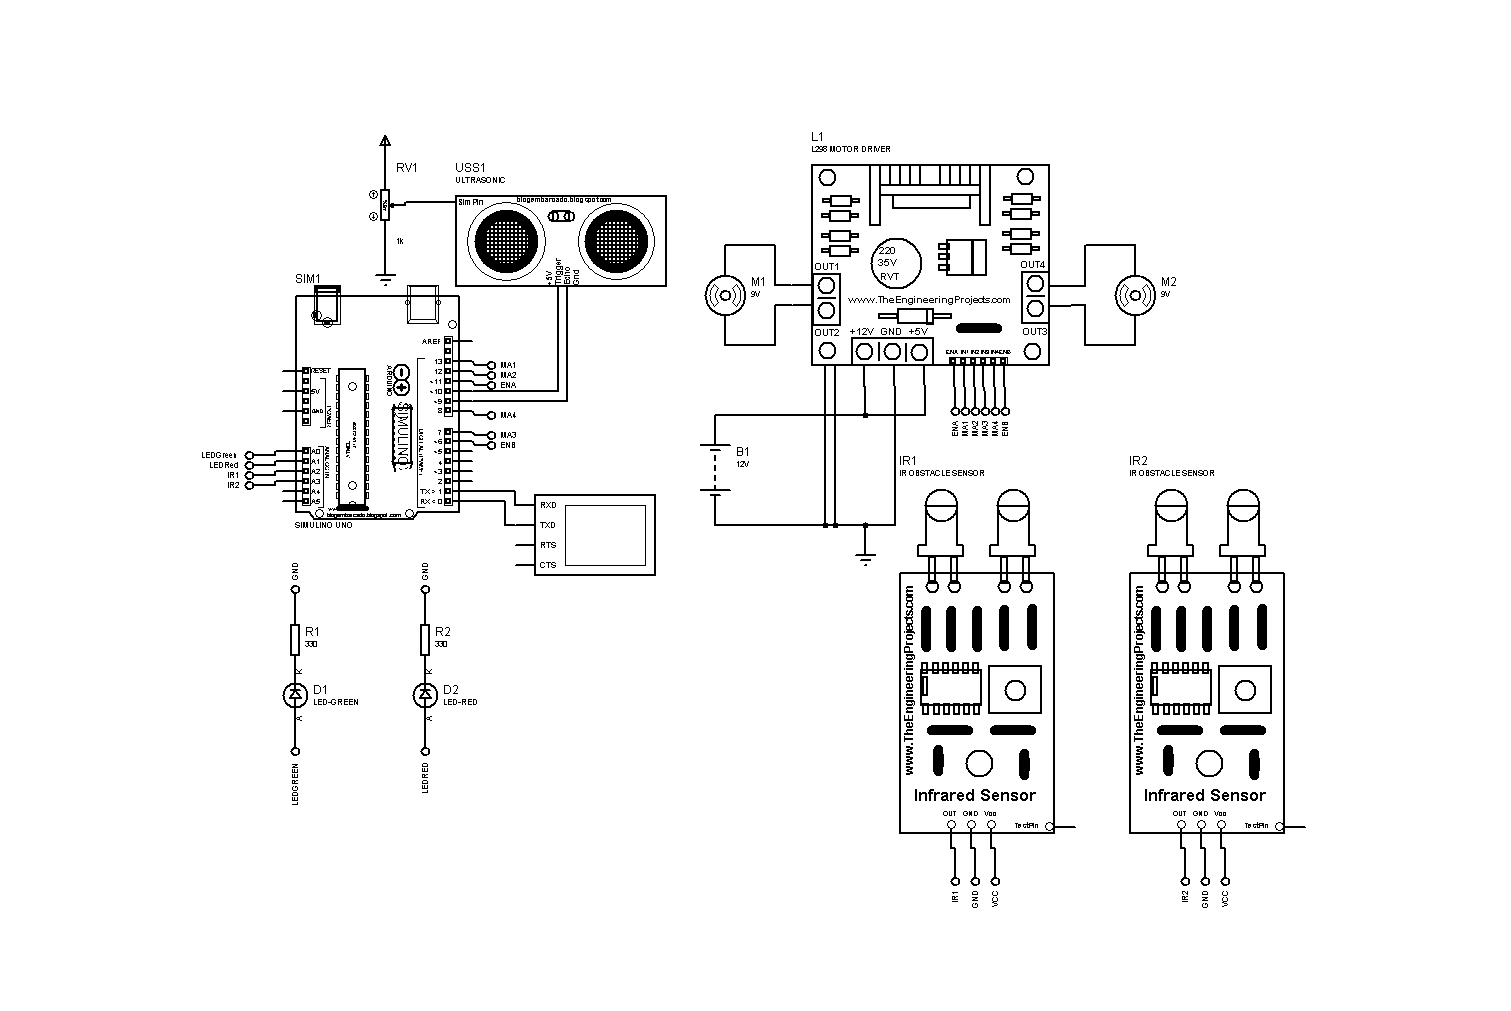 RV1
1k
USS1
ULTRASONIC
Sim Pin
blogembarcado.blogspot.com
+5V
Trigger
Echo
Gnd
SIM1
AREF
RESET
5V
GND
POWER
A0
A1
A2
A3
A4
A5
ANALOG IN
ARDUINO
SIMULINO
13
12
~11
~10
~9
8
7
~6
~5
4
~3
2
TX > 1
RX < 0
blogembarcado.blogspot.com
SIMULINO UNO
LEDGreen
LEDRed
IR1
IR2
MA1
MA2
ENA
MA4
MA3
ENB
RXD
TXD
RTS
CTS
GND
R1
330
K
D1
LED-GREEN
A
LEDGREEN
GND
R2
330
K
D2
LED-RED
A
LEDRED
L1
L298 MOTOR DRIVER
220
35V
RVT
OUT1
OUT2
OUT4
OUT3
www.TheEngineeringProjects.com
+12V GND +5V
ENA IN1 IN2 IN3 IN4 ENB
ENA
MA1
MA2
MA3
MA4
ENB
M1
9V
M2
9V
B1
12V
IR1
IR OBSTACLE SENSOR
www.TheEngineeringProjects.com
Infrared Sensor
OUT GND Vcc
TestPin
IR1
GND
VCC
IR2
IR OBSTACLE SENSOR
www.TheEngineeringProjects.com
Infrared Sensor
OUT GND Vcc
TestPin
IR2
GND
VCC